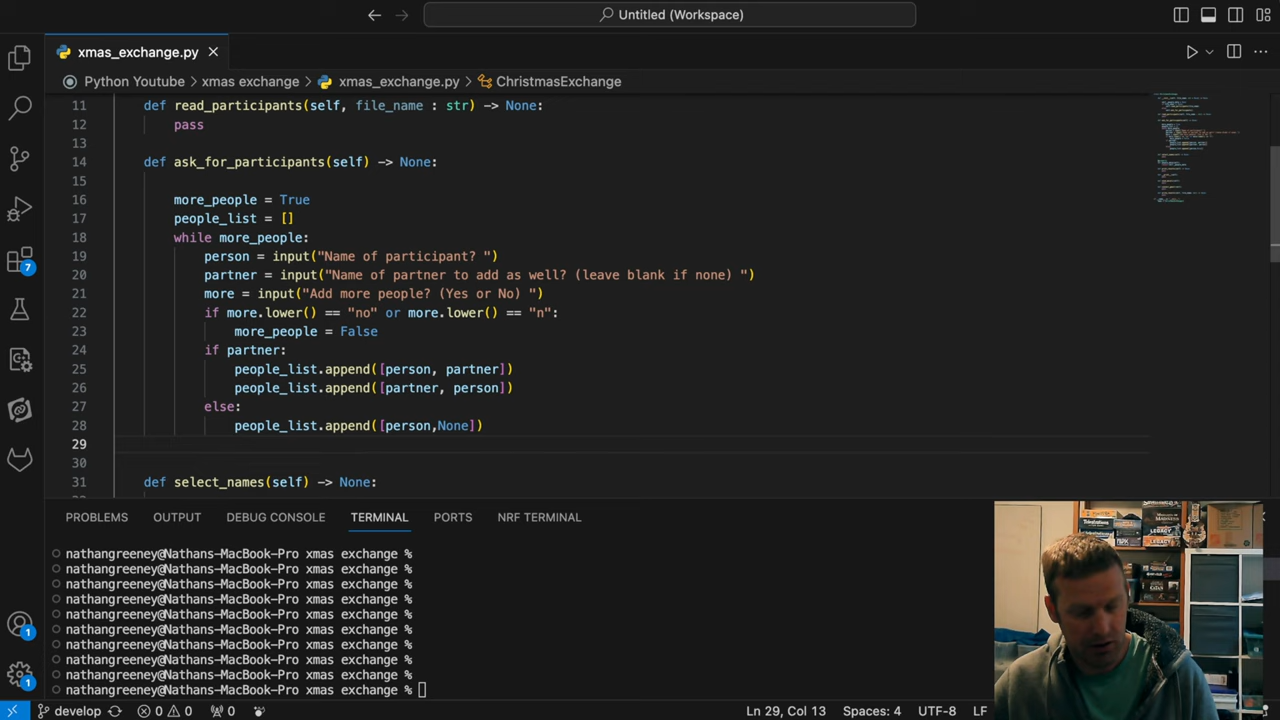 Untitled (Workspace)
xmas_exchange.py
Python Youtube > xmas exchange > xmas_exchange.py > ChristmasExchange
11 def read_participants(self, file_name : str) -> None:
12 pass
13
14 def ask_for_participants(self) -> None:
15
16 more_people = True
17 people_list = []
18 while more_people:
19 person = input("Name of participant? ")
20 partner = input("Name of partner to add as well? (leave blank if none) ")
21 more = input("Add more people? (Yes or No) ")
22 if more.lower() == "no" or more.lower() == "n":
23 more_people = False
24 if partner:
25 people_list.append([person, partner])
26 people_list.append([partner, person])
27 else:
28 people_list.append([person,None])
29
30
31 def select_names(self) -> None:
7
1
1
PROBLEMS OUTPUT DEBUG CONSOLE TERMINAL PORTS NRF TERMINAL
nathangreeney@Nathans-MacBook-Pro xmas exchange %
nathangreeney@Nathans-MacBook-Pro xmas exchange %
nathangreeney@Nathans-MacBook-Pro xmas exchange %
nathangreeney@Nathans-MacBook-Pro xmas exchange %
nathangreeney@Nathans-MacBook-Pro xmas exchange %
nathangreeney@Nathans-MacBook-Pro xmas exchange %
nathangreeney@Nathans-MacBook-Pro xmas exchange %
nathangreeney@Nathans-MacBook-Pro xmas exchange %
nathangreeney@Nathans-MacBook-Pro xmas exchange %
nathangreeney@Nathans-MacBook-Pro xmas exchange %
LEGACY
LEGACY
CATAN
develop 0 0 0 Ln 29, Col 13 Spaces: 4 UTF-8 LF